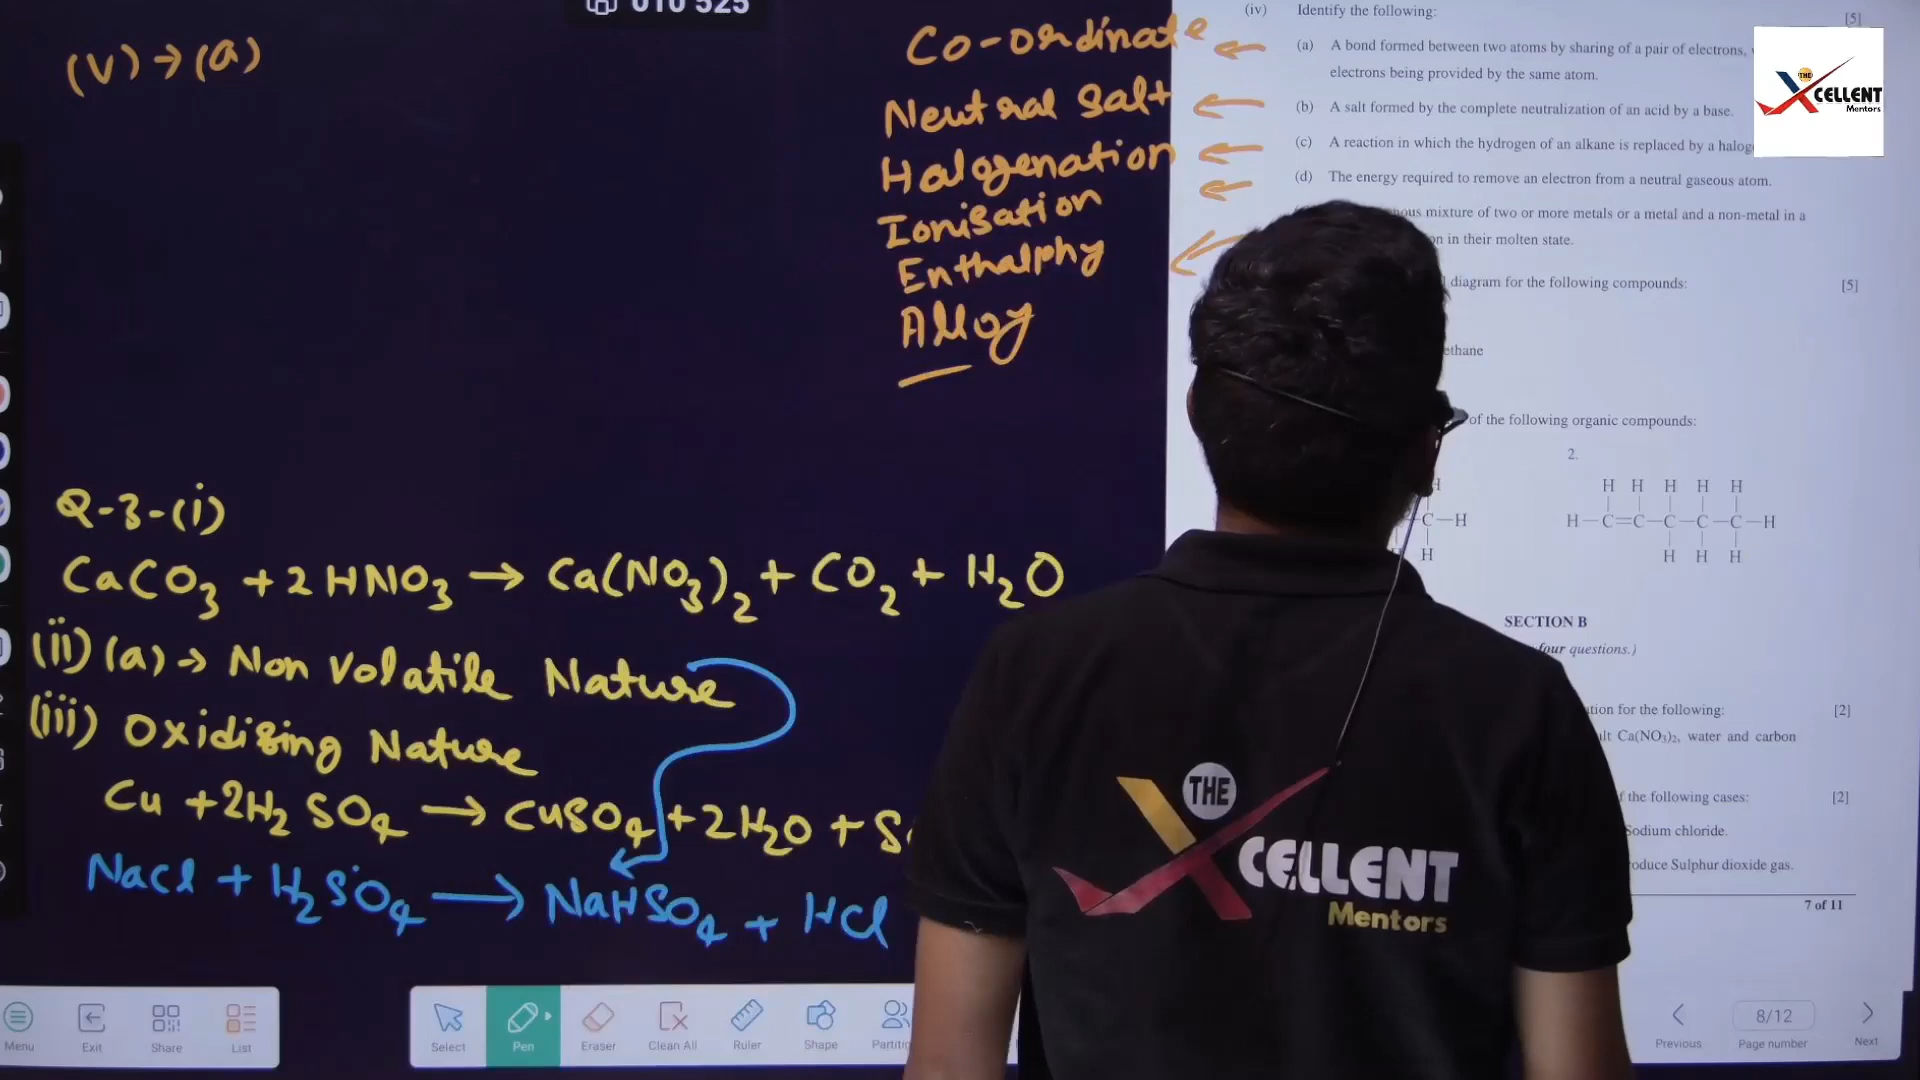 010 525
(V) → (a)
Co-ordinate
Neutral Salt
Halogenation
Ionisation
Enthalphy
Alloy
Q-3-(i)
CaCO3 + 2HNO3 → Ca(NO3)2 + CO2 + H2O
(ii) (a) → Non Volatile Nature
(iii) Oxidising Nature
Cu + 2H2SO4 → CuSO4 + 2H2O + S
NaCl + H2SO4 → NaHSO4 + HCl
(iv) Identify the following: [5]
(a) A bond formed between two atoms by sharing of a pair of electrons,
electrons being provided by the same atom.
(b) A salt formed by the complete neutralization of an acid by a base.
(c) A reaction in which the hydrogen of an alkane is replaced by a halog
(d) The energy required to remove an electron from a neutral gaseous atom.
mixture of two or more metals or a metal and a non-metal in a
in their molten state.
diagram for the following compounds: [5]
ethane
of the following organic compounds:
2.
H H H H H
C—H H—C=C—C—C—C—H
H H H H
SECTION B
four questions.)
for the following: [2]
Ca(NO3)2, water and carbon
the following cases: [2]
Sodium chloride.
Sulphur dioxide gas.
7 of 11
THE
XCELLENT
Mentors
THE
XCELLENT
Mentors
Menu Exit Share List
Select Pen Eraser Clean All Ruler Shape Partitio
8/12
Previous Page number Next